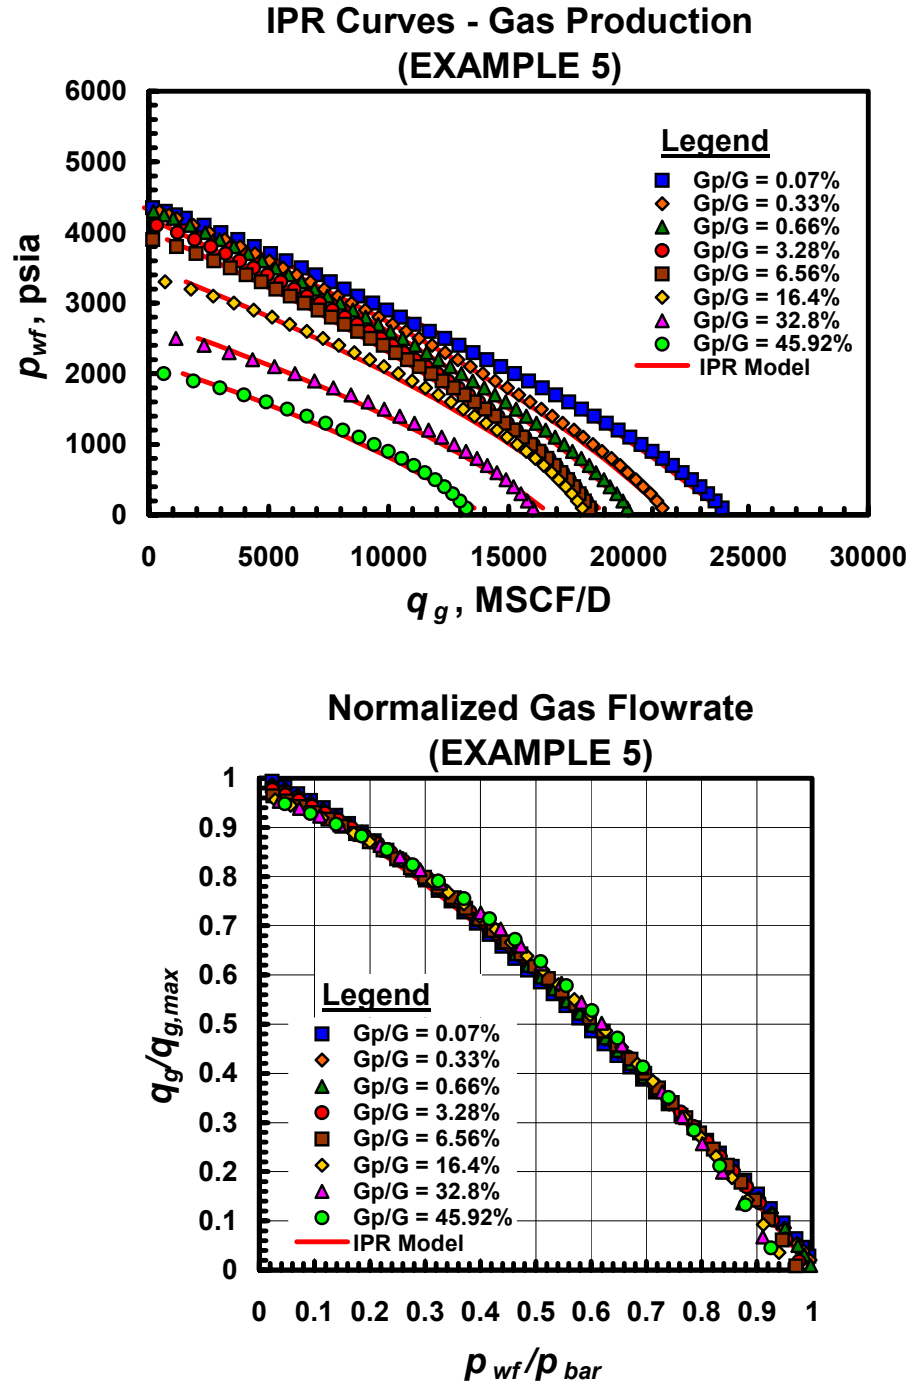 IPR Curves - Gas Production
(EXAMPLE 5)
6000
5000
4000
3000
2000
1000
0
p wf , psia
Legend
Gp/G = 0.07%
Gp/G = 0.33%
Gp/G = 0.66%
Gp/G = 3.28%
Gp/G = 6.56%
Gp/G = 16.4%
Gp/G = 32.8%
Gp/G = 45.92%
IPR Model
0 5000 10000 15000 20000 25000 30000
q g , MSCF/D
Normalized Gas Flowrate
(EXAMPLE 5)
1
0.9
0.8
0.7
0.6
0.5
0.4
0.3
0.2
0.1
0
q g /q g,max
Legend
Gp/G = 0.07%
Gp/G = 0.33%
Gp/G = 0.66%
Gp/G = 3.28%
Gp/G = 6.56%
Gp/G = 16.4%
Gp/G = 32.8%
Gp/G = 45.92%
IPR Model
0 0.1 0.2 0.3 0.4 0.5 0.6 0.7 0.8 0.9 1
p wf /p bar